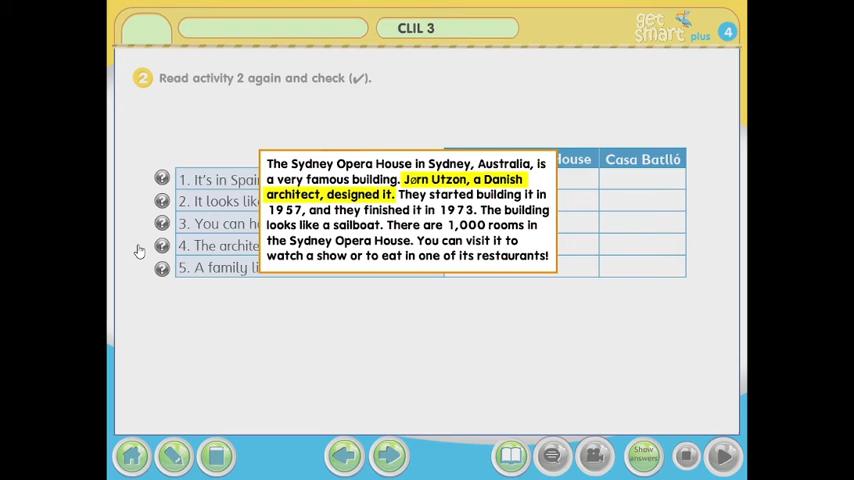 CLIL 3
get smart plus 4
2 Read activity 2 again and check (✔).
The Sydney Opera House in Sydney, Australia, is
a very famous building. Jørn Utzon, a Danish
architect, designed it. They started building it in
1957, and they finished it in 1973. The building
looks like a sailboat. There are 1,000 rooms in
the Sydney Opera House. You can visit it to
watch a show or to eat in one of its restaurants!
House Casa Batlló
? 1. It's in Spai
? 2. It looks lik
? 3. You can h
? 4. The archite
? 5. A family li
Show
answers